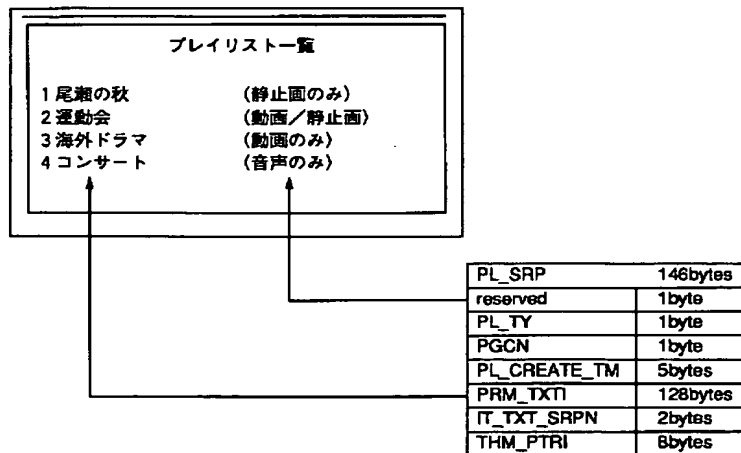 プレイリスト一覧
1 尾瀬の秋 (静止画のみ)
2 運動会 (動画／静止画)
3 海外ドラマ (動画のみ)
4 コンサート (音声のみ)
PL_SRP 146bytes
reserved 1byte
PL_TY 1byte
PGCN 1byte
PL_CREATE_TM 5bytes
PRM_TXTI 128bytes
IT_TXT_SRPN 2bytes
THM_PTRI 8bytes